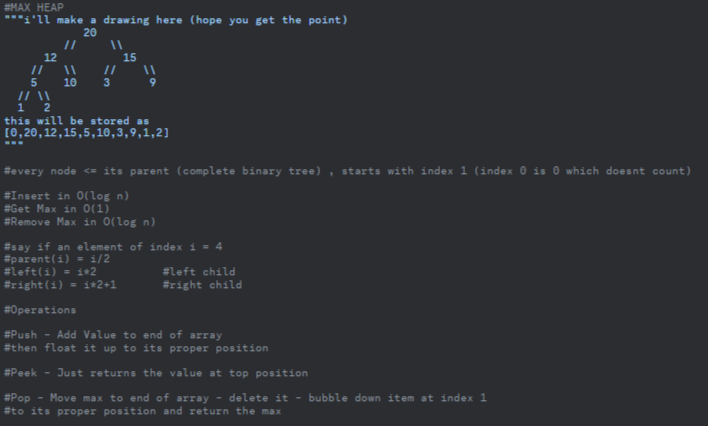 #MAX HEAP
"""i'll make a drawing here (hope you get the point)
20
// \\
12 15
// \\ // \\
5 10 3 9
// \\
1 2
this will be stored as
[0,20,12,15,5,10,3,9,1,2]
"""
#every node <= its parent (complete binary tree) , starts with index 1 (index 0 is 0 which doesnt count)
#Insert in O(log n)
#Get Max in O(1)
#Remove Max in O(log n)
#say if an element of index i = 4
#parent(i) = i/2
#left(i) = i*2 #left child
#right(i) = i*2+1 #right child
#Operations
#Push - Add Value to end of array
#then float it up to its proper position
#Peek - Just returns the value at top position
#Pop - Move max to end of array - delete it - bubble down item at index 1
#to its proper position and return the max